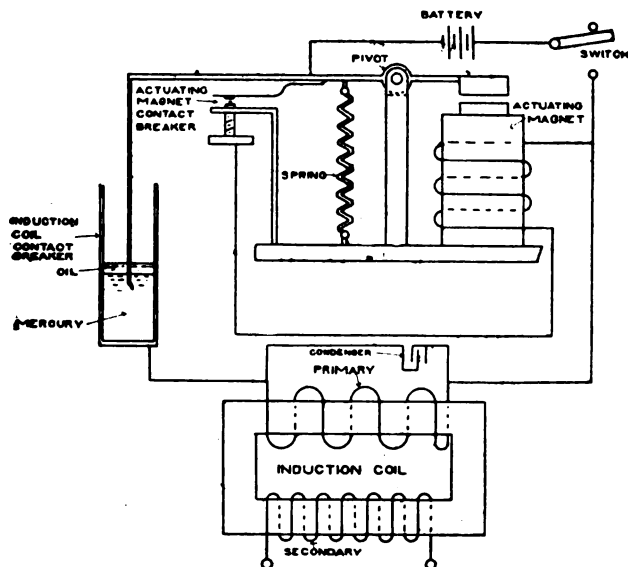 BATTERY
SWITCH
PIVOT
ACTUATING
MAGNET
CONTACT
BREAKER
ACTUATING
MAGNET
SPRING
INDUCTION
COIL
CONTACT
BREAKER
OIL
MERCURY
CONDENSER
PRIMARY
INDUCTION COIL
SECONDARY